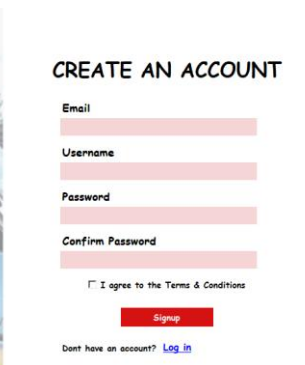 CREATE AN ACCOUNT
Email
Username
Password
Confirm Password
I agree to the Terms & Conditions
Signup
Dont have an account? Log in